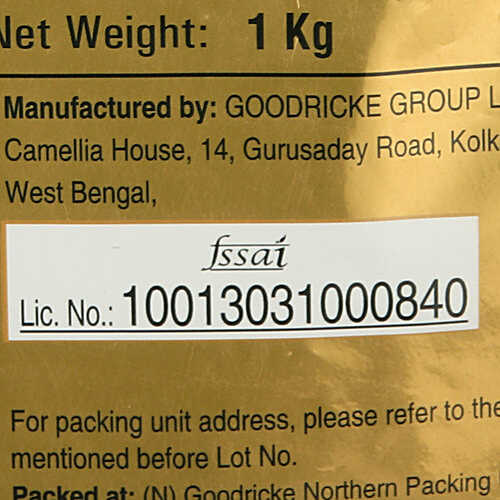 Net Weight: 1 Kg
Manufactured by: GOODRICKE GROUP
Camellia House, 14, Gurusaday Road,
West Bengal,
fssai
Lic. No.: 10013031000840
For packing unit address, please refer to the
mentioned before Lot No.
Packed at: (N) Goodricke Northern Packing